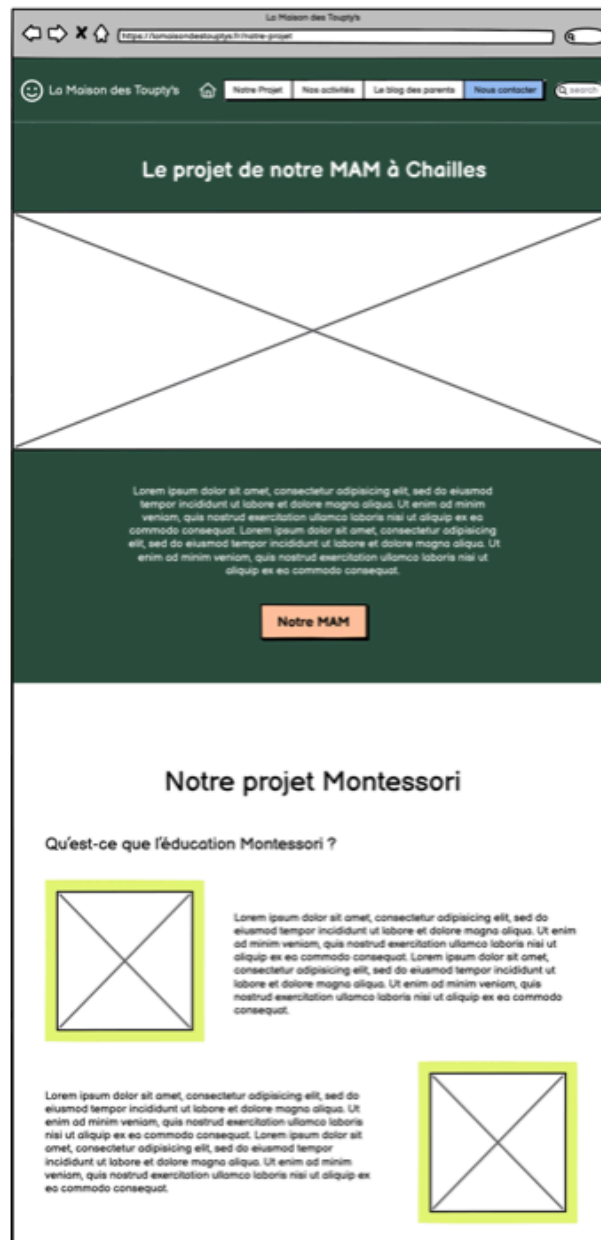 La Maison des Toupty's
https://lamaisondestouptys.fr/notre-projet
La Maison des Toupty's
Notre Projet
Nos activités
Le blog des parents
Nous contacter
search
Le projet de notre MAM à Chailles
Lorem ipsum dolor sit amet, consectetur adipisicing elit, sed do eiusmod
tempor incididunt ut labore et dolore magna aliqua. Ut enim ad minim
veniam, quis nostrud exercitation ullamco laboris nisi ut aliquip ex ea
commodo consequat. Lorem ipsum dolor sit amet, consectetur adipisicing
elit, sed do eiusmod tempor incididunt ut labore et dolore magna aliqua. Ut
enim ad minim veniam, quis nostrud exercitation ullamco laboris nisi ut
aliquip ex ea commodo consequat.
Notre MAM
Notre projet Montessori
Qu'est-ce que l'éducation Montessori ?
Lorem ipsum dolor sit amet, consectetur adipisicing elit, sed do
eiusmod tempor incididunt ut labore et dolore magna aliqua. Ut enim
ad minim veniam, quis nostrud exercitation ullamco laboris nisi ut
aliquip ex ea commodo consequat. Lorem ipsum dolor sit amet,
consectetur adipisicing elit, sed do eiusmod tempor incididunt ut
labore et dolore magna aliqua. Ut enim ad minim veniam, quis
nostrud exercitation ullamco laboris nisi ut aliquip ex ea commodo
consequat.
Lorem ipsum dolor sit amet, consectetur adipisicing elit, sed do
eiusmod tempor incididunt ut labore et dolore magna aliqua. Ut
enim ad minim veniam, quis nostrud exercitation ullamco laboris
nisi ut aliquip ex ea commodo consequat. Lorem ipsum dolor sit
amet, consectetur adipisicing elit, sed do eiusmod tempor
incididunt ut labore et dolore magna aliqua. Ut enim ad minim
veniam, quis nostrud exercitation ullamco laboris nisi ut aliquip ex
ea commodo consequat.